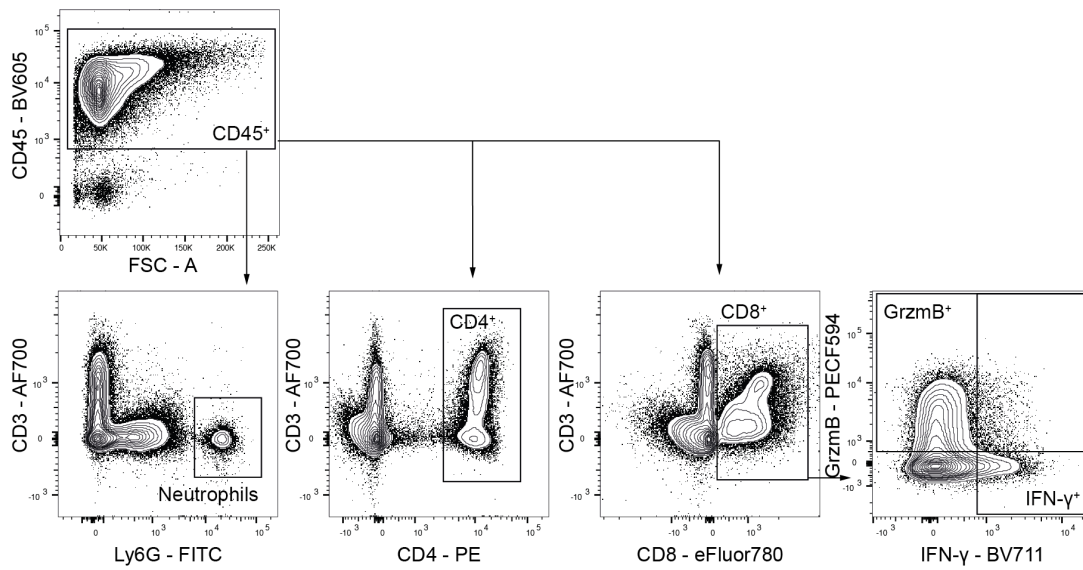 CD45 - BV605
10⁵
10⁴
10³
0
CD45⁺
0 50K 100K 150K 200K 250K
FSC - A
CD3 - AF700
10³
0
-10³
Neutrophils
0 10³ 10⁴ 10⁵
Ly6G - FITC
CD3 - AF700
10³
0
-10³
CD4⁺
-10³ 0 10³ 10⁴ 10⁵
CD4 - PE
CD3 - AF700
10³
0
-10³
CD8⁺
-10³ 0 10³ 10⁴
CD8 - eFluor780
GrzmB - PECF594
10⁵
10⁴
10³
0
-10³
GrzmB⁺
IFN-γ⁺
-10³ 0 10³ 10⁴
IFN-γ - BV711